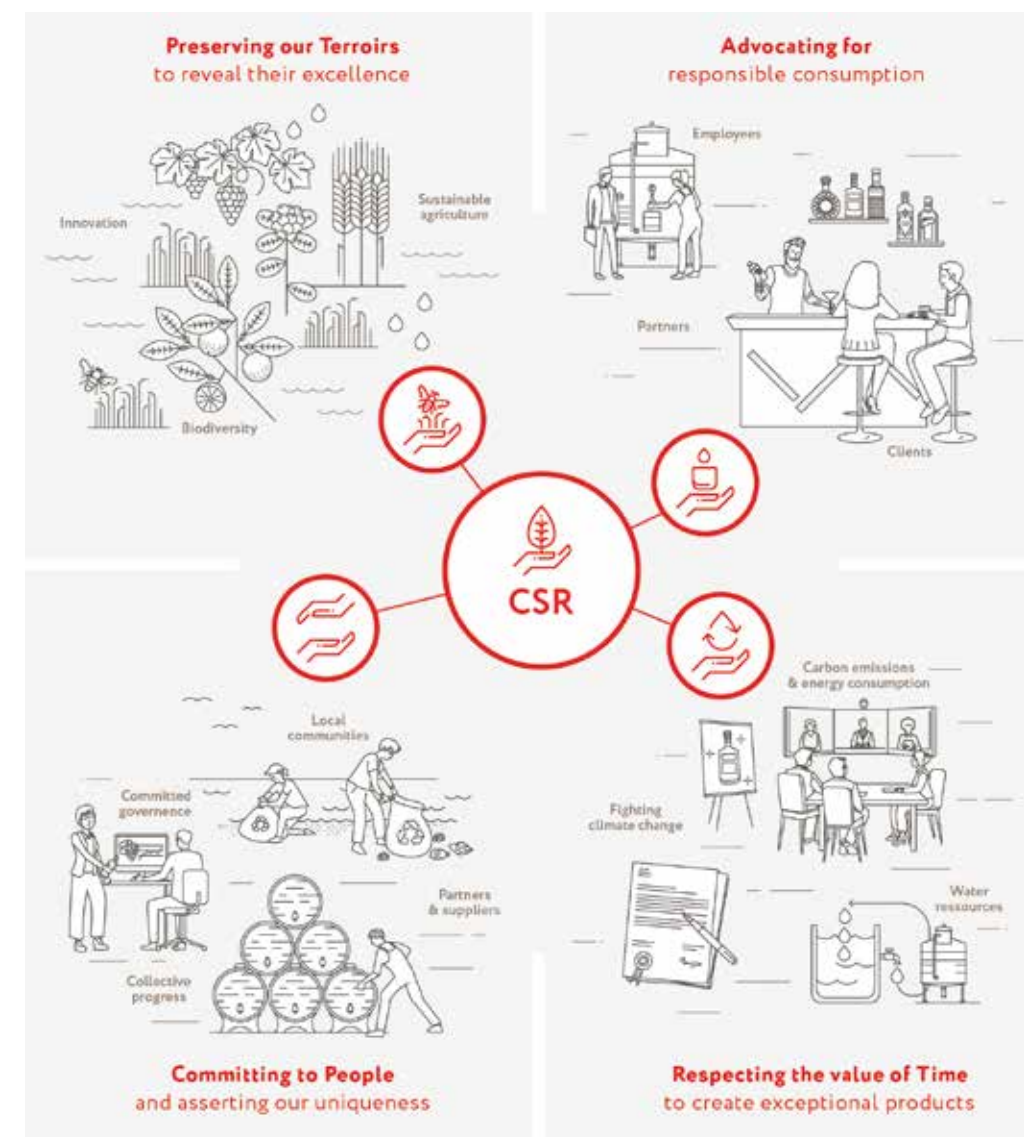 Preserving our Terroirs
to reveal their excellence
Innovation
Sustainable
agriculture
Biodiversity
Advocating for
responsible consumption
Employees
Partners
Clients
CSR
Local
communities
Committed
governence
Partners
& suppliers
Collective
progress
Committing to People
and asserting our uniqueness
Carbon emissions
& energy consumption
Fighting
climate change
Water
ressources
Respecting the value of Time
to create exceptional products